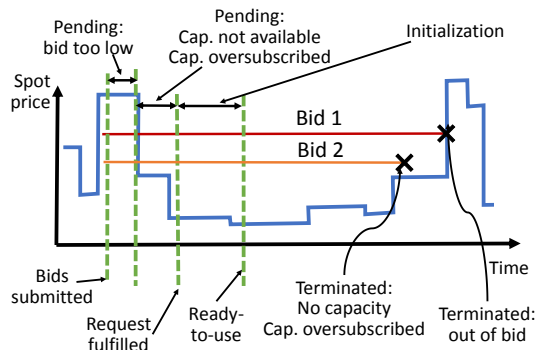 Pending:
bid too low
Pending:
Cap. not available
Cap. oversubscribed
Initialization
Spot
price
Bid 1
Bid 2
Time
Bids
submitted
Request
fulfilled
Ready-
to-use
Terminated:
No capacity
Cap. oversubscribed
Terminated:
out of bid